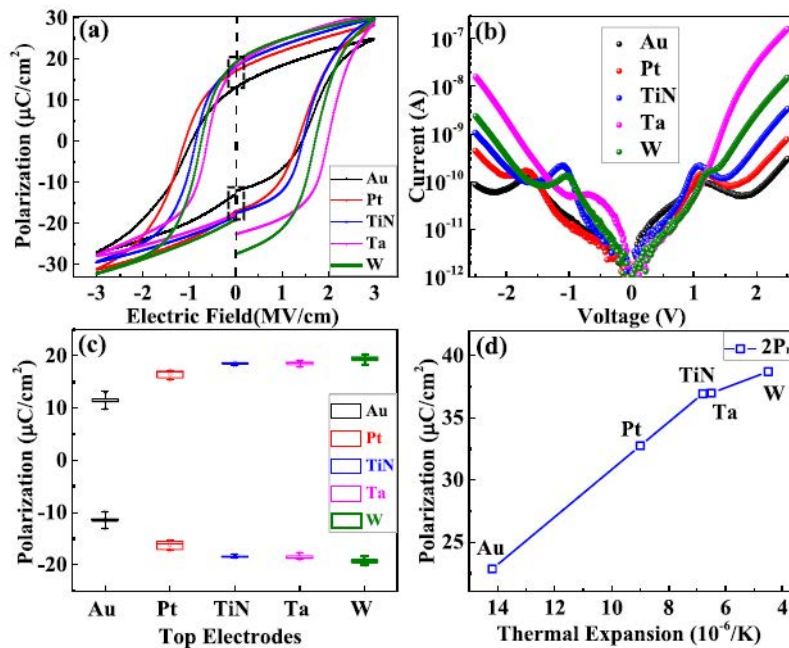 (a)
Polarization (μC/cm²)
30
20
10
0
-10
-20
-30
Au
Pt
TiN
Ta
W
-3 -2 -1 0 1 2 3
Electric Field(MV/cm)
(b)
Current (A)
10⁻⁷
10⁻⁸
10⁻⁹
10⁻¹⁰
10⁻¹¹
10⁻¹²
Au
Pt
TiN
Ta
W
-2 -1 0 1 2
Voltage (V)
(c)
Polarization (μC/cm²)
20
10
0
-10
-20
Au
Pt
TiN
Ta
W
Au Pt TiN Ta W
Top Electrodes
(d)
Polarization (μC/cm²)
40
35
30
25
Au
Pt
TiN
Ta
W
14 12 10 8 6 4
Thermal Expansion (10⁻⁶/K)